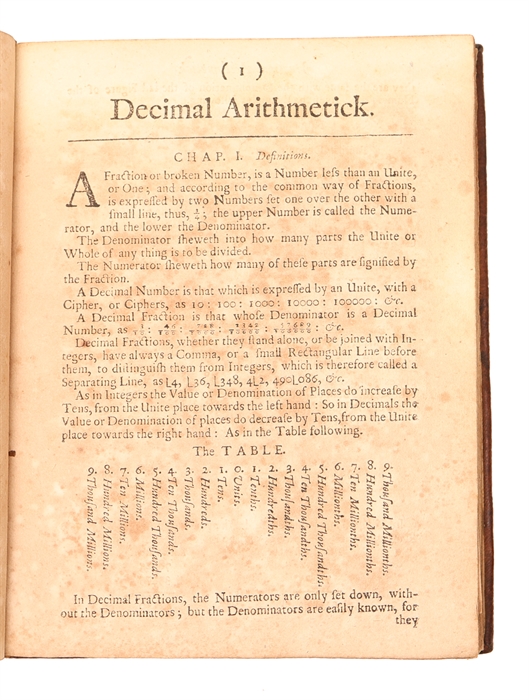 ( 1 )
Decimal Arithmetick.
CHAP. I. Definitions.
A Fraction or broken Number, is a Number leſs than an Unite,
or One; and according to the common way of Fractions,
is expreſſed by two Numbers ſet one over the other with a
ſmall line, thus, the upper Number is called the Nume-
rator, and the lower the Denominator.
The Denominator ſheweth into how many parts the Unite or
Whole of any thing is to be divided.
The Numerator ſheweth how many of theſe parts are ſignified by
the Fraction.
A Decimal Number is that which is expreſſed by an Unite, with a
Cipher, or Ciphers, as 10: 100: 1000: 10000: 100000: &c.
A Decimal Fraction is that whoſe Denominator is a Decimal
Number, as : &c.
Decimal Fractions, whether they ſtand alone, or be joined with In-
tegers, have always a Comma, or a ſmall Rectangular Line before
them, to diſtinguiſh them from Integers, which is therefore called a
Separating Line, as ⌊4, ⌊36, ⌊348, 4⌊2, 490⌊086, &c.
As in Integers the Value or Denomination of Places do increaſe by
Tens, from the Unite place towards the left hand: So in Decimals the
Value or Denomination of places do decreaſe by Tens, from the Unite
place towards the right hand: As in the Table following.
The TABLE.
9. Thouſand Millions.
8. Hundred Millions.
7. Ten Millions.
6. Millions.
5. Hundred Thouſands.
4. Ten Thouſands.
3. Thouſands.
2. Hundreds.
1. Tens.
0. Units.
1. Tenths.
2. Hundredths.
3. Thouſandths.
4. Ten Thouſandths.
5. Hundred Thouſandths.
6. Millionths.
7. Ten Millionths.
8. Hundred Millionths.
9. Thouſand Millionths.
In Decimal Fractions, the Numerators are only ſet down, with-
out the Denominators; but the Denominators are eaſily known, for
they